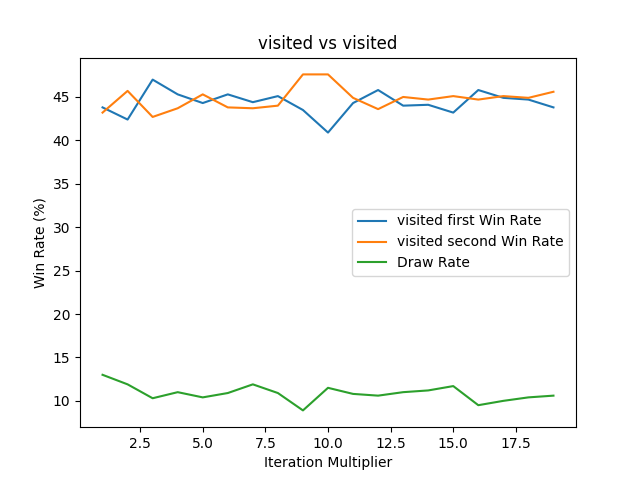 visited vs visited
Win Rate (%)
45
40
35
30
25
20
15
10
visited first Win Rate
visited second Win Rate
Draw Rate
2.5 5.0 7.5 10.0 12.5 15.0 17.5
Iteration Multiplier